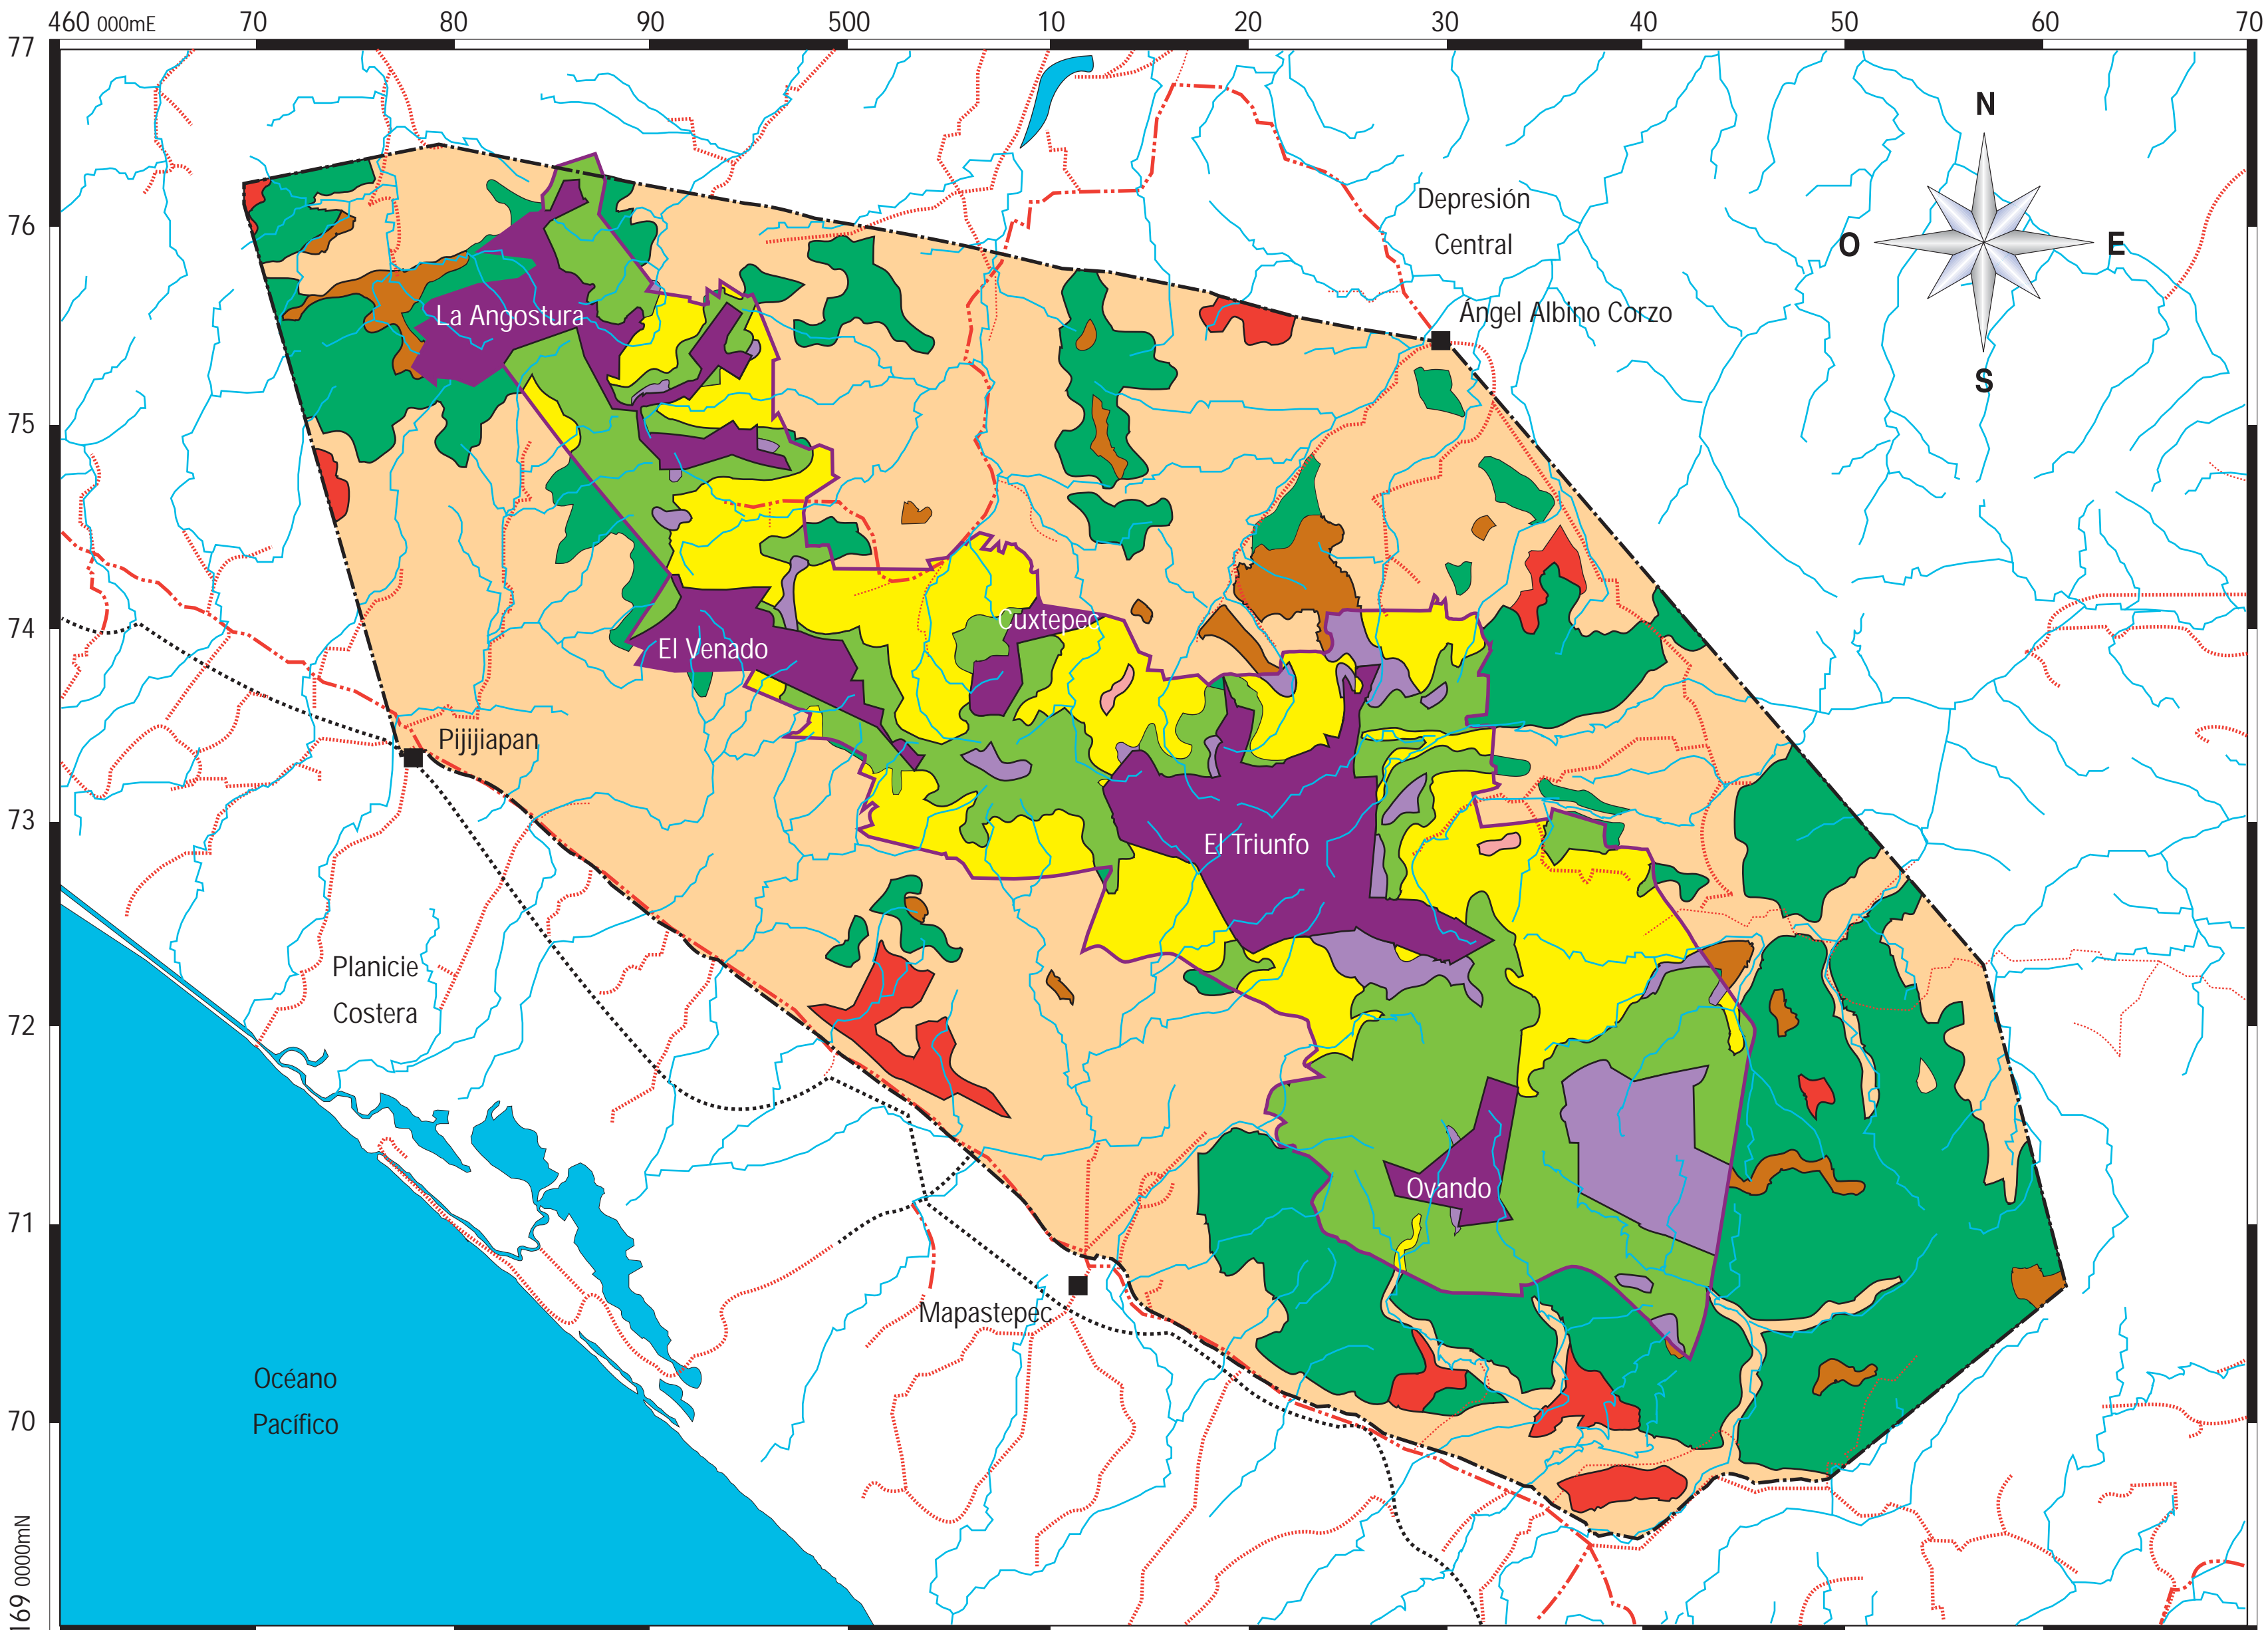 460 000mE
70
80
90
500
10
20
30
40
50
60
70
77
76
75
74
73
72
71
70
169 0000mN
N
O
E
S
Depresión
Central
Ángel Albino Corzo
La Angostura
Cuxtepec
El Venado
Pijijiapan
El Triunfo
Planicie
Costera
Ovando
Mapastepec
Océano
Pacífico